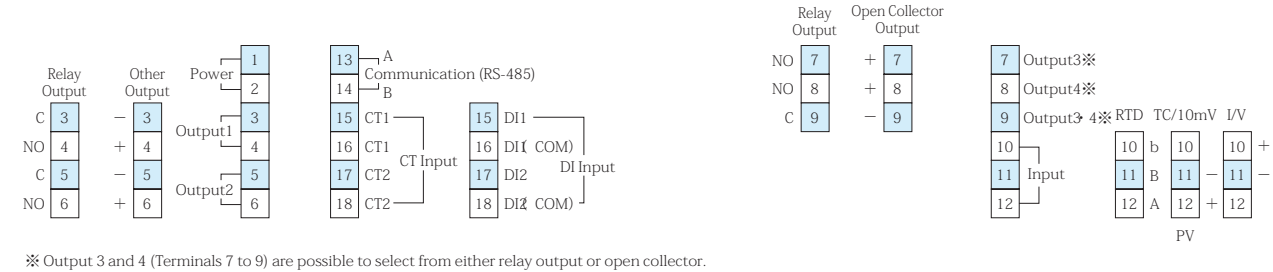 Relay Output
Open Collector Output
NO 7
+ 7
7 Output3※
NO 8
+ 8
8 Output4※
C 9
− 9
9 Output3・4※
Relay Output
Other Output
Power
1
2
13 A
14 B
Communication (RS-485)
C 3
− 3
Output1
3
NO 4
+ 4
4
C 5
− 5
Output2
5
NO 6
+ 6
6
15 CT1
16 CT1
17 CT2
18 CT2
CT Input
15 DI1
16 DI1( COM)
17 DI2
18 DI2( COM)
DI Input
10
11
12
Input
RTD TC/10mV I/V
10 b 10 10 +
11 B 11 − 11 −
12 A 12 + 12
PV
※ Output 3 and 4 (Terminals 7 to 9) are possible to select from either relay output or open collector.